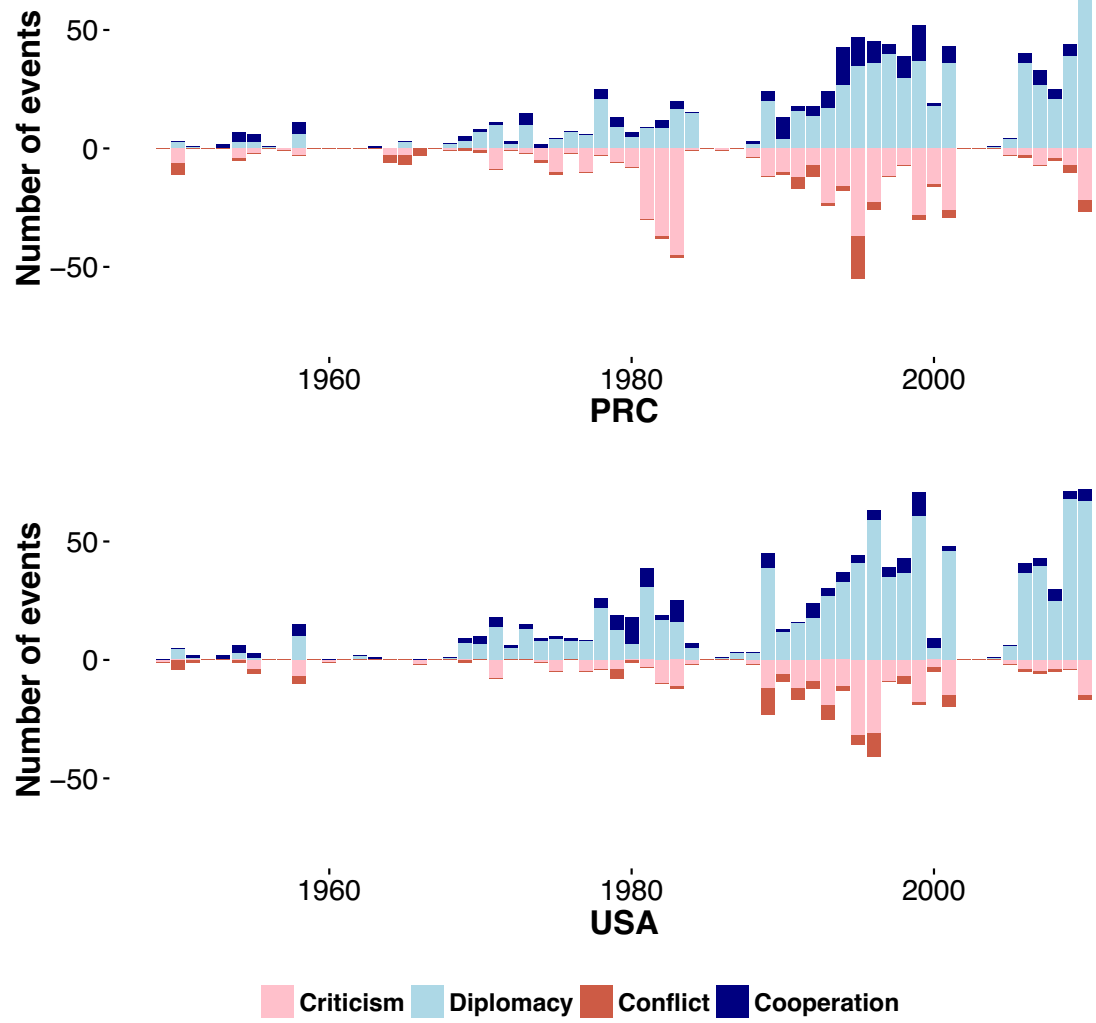 Number of events
50
0
−50
1960 1980 2000
PRC
Number of events
50
0
−50
1960 1980 2000
USA
Criticism Diplomacy Conflict Cooperation